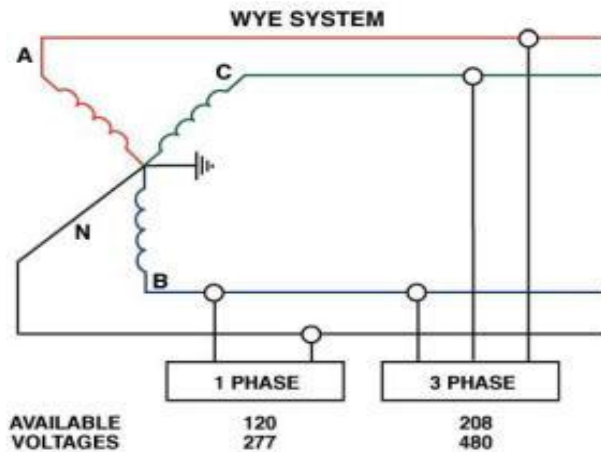 WYE SYSTEM
A
C
N
B
1 PHASE 3 PHASE
AVAILABLE 120 208
VOLTAGES 277 480